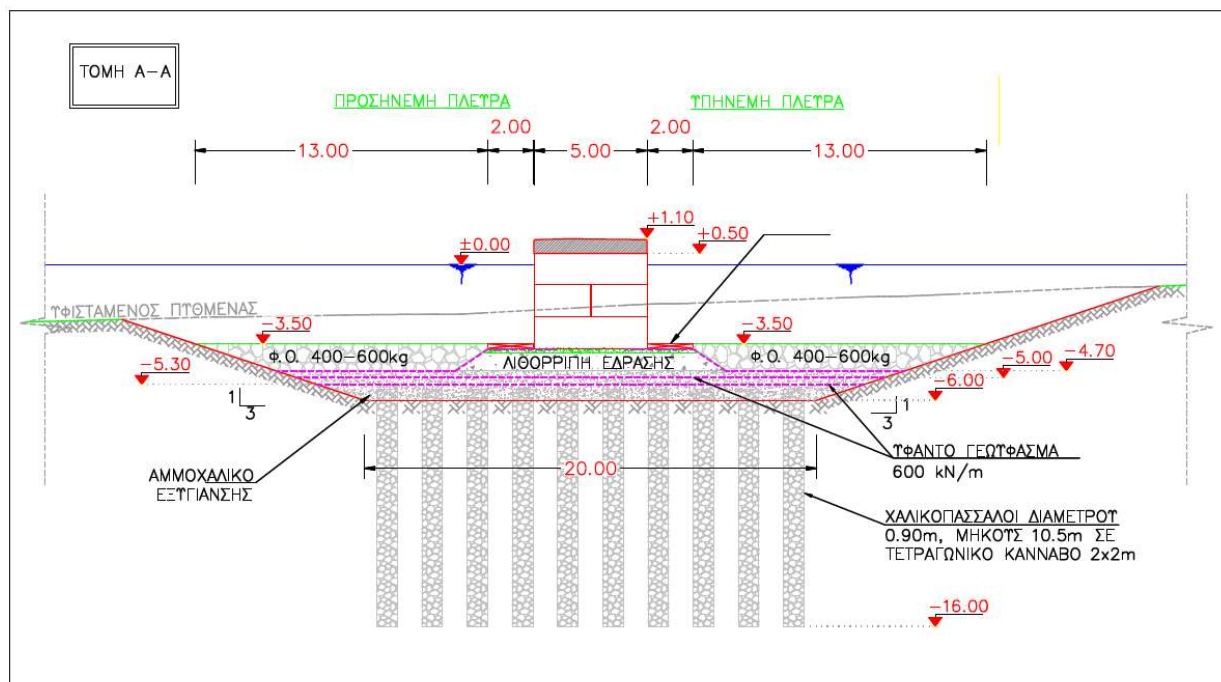 ΤΟΜΗ Α-Α
ΠΡΟΣΗΝΕΜΗ ΠΛΕΥΡΑ
ΥΠΗΝΕΜΗ ΠΛΕΥΡΑ
2.00 2.00
13.00 5.00 13.00
+1.10
±0.00 +0.50
ΥΦΙΣΤΑΜΕΝΟΣ ΠΥΘΜΕΝΑΣ
-3.50 -3.50
Φ.Ο. 400-600kg ΛΙΘΟΡΡΙΠΗ ΕΔΡΑΣΗΣ Φ.Ο. 400-600kg
-5.30 -5.00 -4.70
-6.00
1
3
1
3
ΑΜΜΟΧΑΛΙΚΟ
ΕΞΥΓΙΑΝΣΗΣ
20.00
ΥΦΑΝΤΟ ΓΕΩΥΦΑΣΜΑ
600 kN/m
ΧΑΛΙΚΟΠΑΣΣΑΛΟΙ ΔΙΑΜΕΤΡΟΥ
0.90m, ΜΗΚΟΥΣ 10.5m ΣΕ
ΤΕΤΡΑΓΩΝΙΚΟ ΚΑΝΝΑΒΟ 2x2m
-16.00